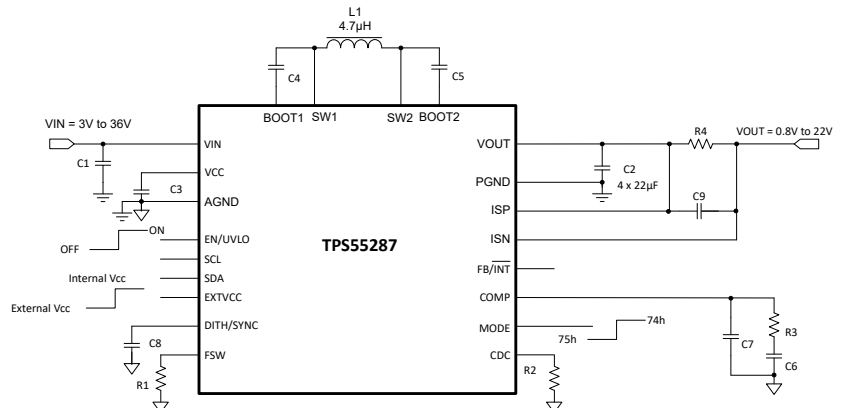 L1
4.7µH
C4
C5
BOOT1 SW1
SW2 BOOT2
VIN = 3V to 36V
VIN
C1
VCC
C3
AGND
ON
OFF
EN/UVLO
SCL
Internal Vcc
SDA
External Vcc
EXTVCC
DITH/SYNC
C8
FSW
R1
TPS55287
VOUT
R4
VOUT = 0.8V to 22V
C2
4 x 22µF
PGND
ISP
C9
ISN
FB/INT
COMP
MODE
74h
75h
CDC
R2
C7
R3
C6